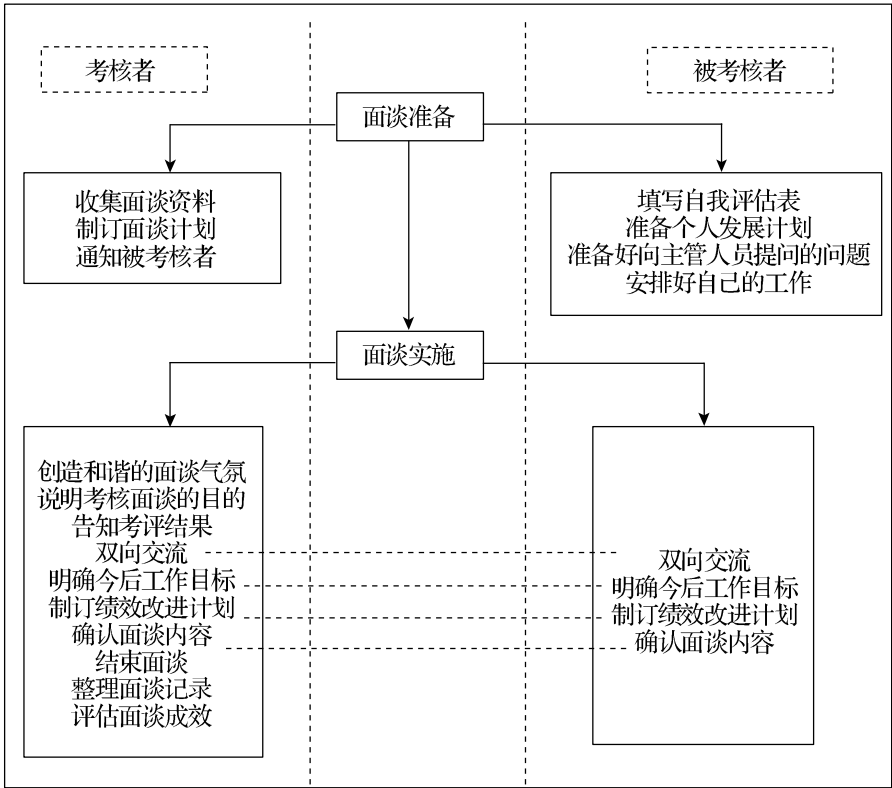 考核者
被考核者
面谈准备
收集面谈资料
制订面谈计划
通知被考核者
填写自我评估表
准备个人发展计划
准备好向主管人员提问的问题
安排好自己的工作
面谈实施
创造和谐的面谈气氛
说明考核面谈的目的
告知考评结果
双向交流
明确今后工作目标
制订绩效改进计划
确认面谈内容
结束面谈
整理面谈记录
评估面谈成效
双向交流
明确今后工作目标
制订绩效改进计划
确认面谈内容